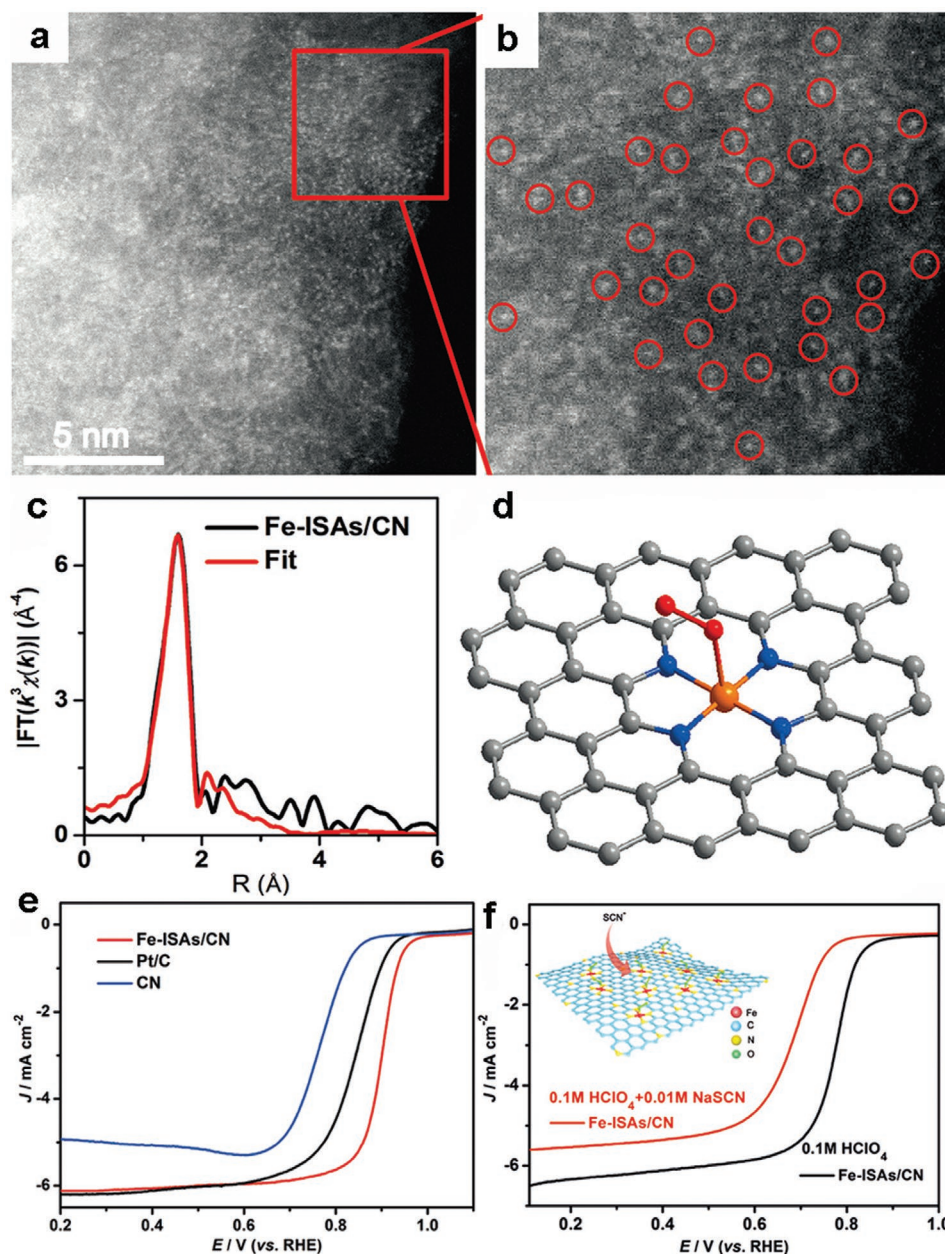 a
b
5 nm
c
Fe-ISAs/CN
Fit
|FT(k³ χ(k))| (Å⁻⁴)
6
3
0
0 2 4 6
R (Å)
d
e
Fe-ISAs/CN
Pt/C
CN
J / mA cm⁻²
0
-2
-4
-6
0.2 0.4 0.6 0.8 1.0
E / V (vs. RHE)
f
SCN⁻
Fe
C
N
O
0.1M HClO₄+0.01M NaSCN
Fe-ISAs/CN
0.1M HClO₄
Fe-ISAs/CN
J / mA cm⁻²
0
-2
-4
-6
0.2 0.4 0.6 0.8 1.0
E / V (vs. RHE)